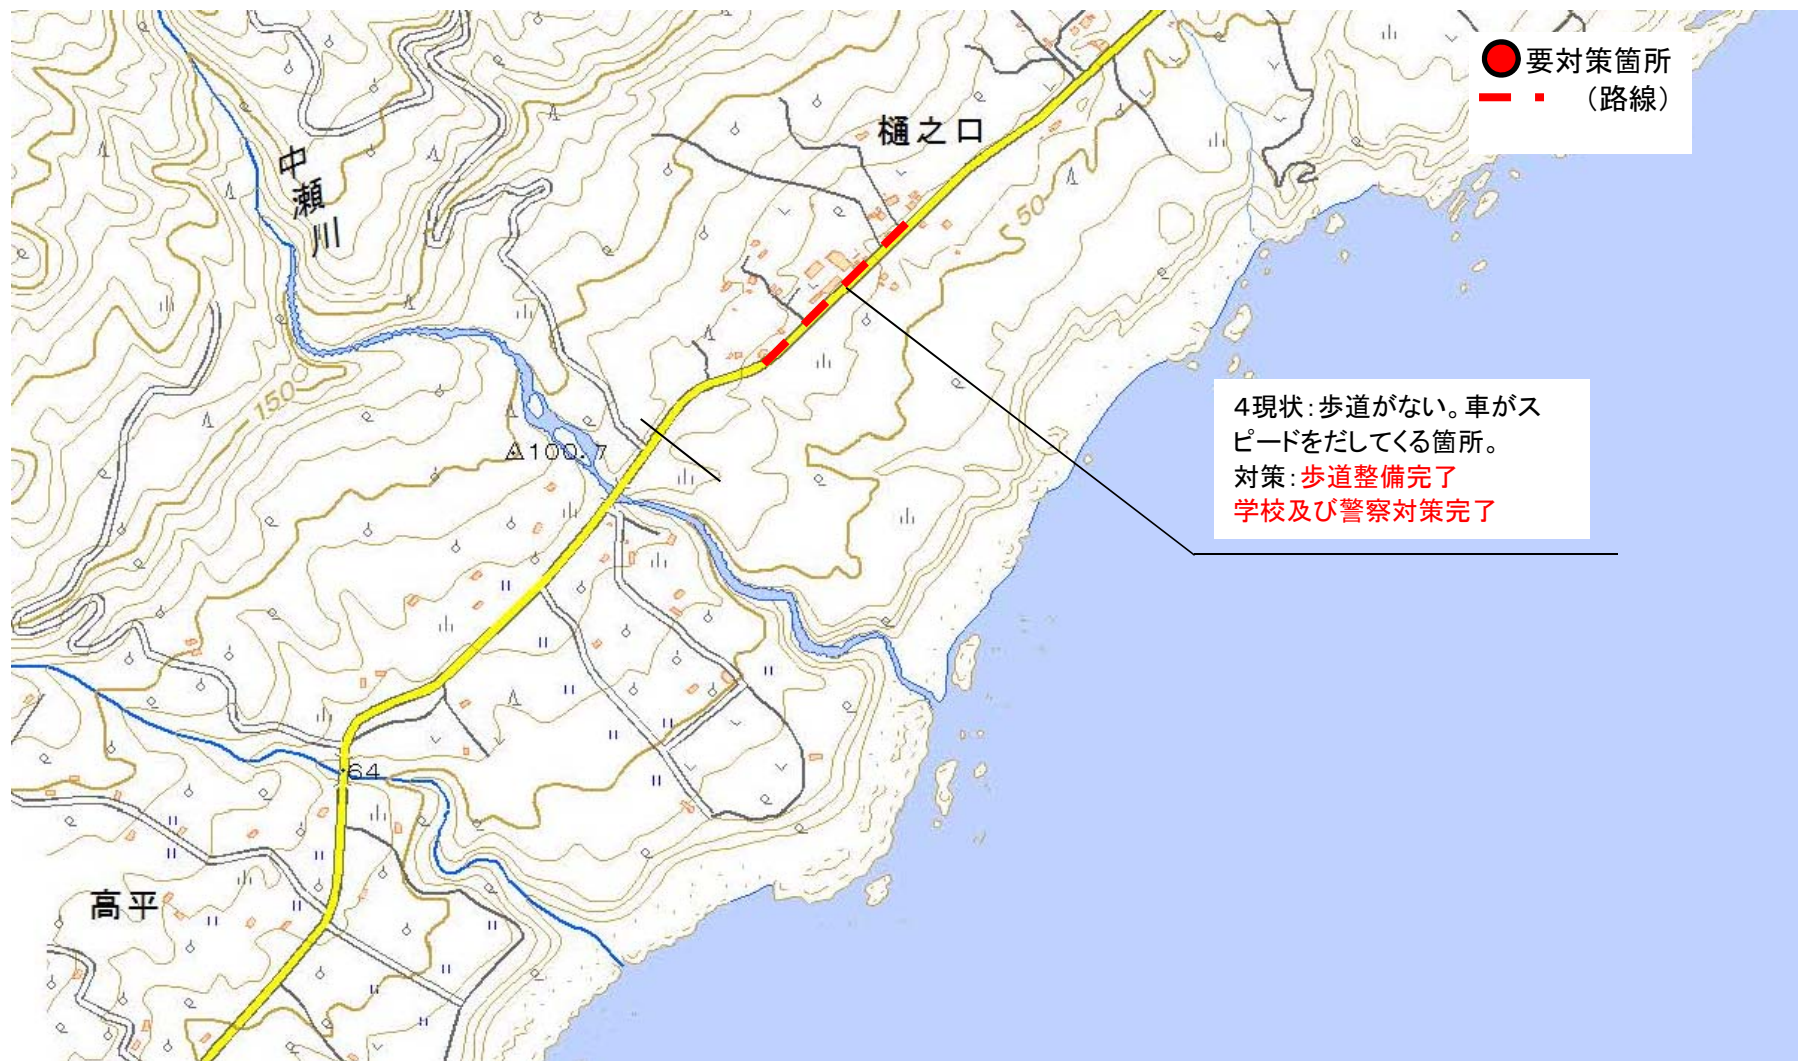 要対策箇所
（路線）
樋之口
中瀬川
50
150
100.7
4現状：歩道がない。車がス
ピードをだしてくる箇所。
対策：歩道整備完了
学校及び警察対策完了
64
高平